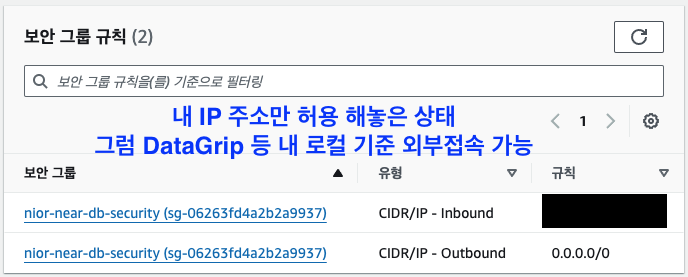 보안 그룹 규칙 (2)
보안 그룹 규칙을(를) 기준으로 필터링
내 IP 주소만 허용 해놓은 상태
그럼 DataGrip 등 내 로컬 기준 외부접속 가능
1
보안 그룹 유형 규칙
nior-near-db-security (sg-06263fd4a2b2a9937) CIDR/IP - Inbound
nior-near-db-security (sg-06263fd4a2b2a9937) CIDR/IP - Outbound 0.0.0.0/0